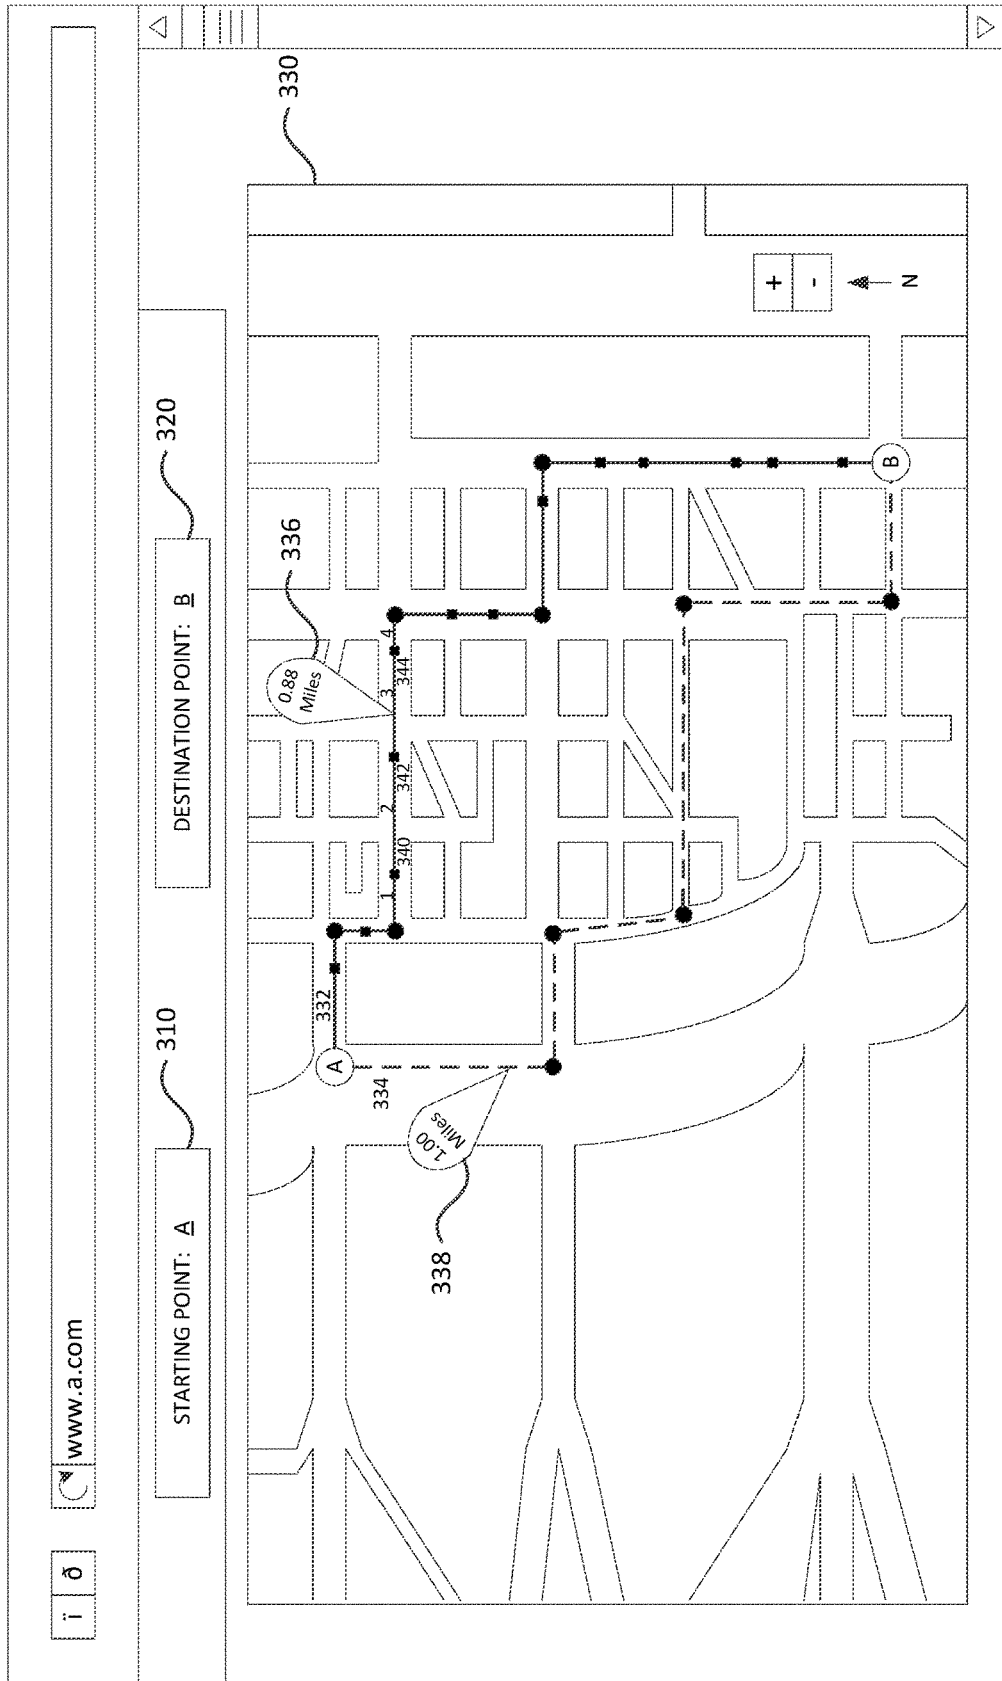 ï ð www.a.com
STARTING POINT: A
310
DESTINATION POINT: B
320
330
336
0.88
Miles
A
332
1
340
2
342
3
344
4
334
1.00
Miles
338
B
+
-
N